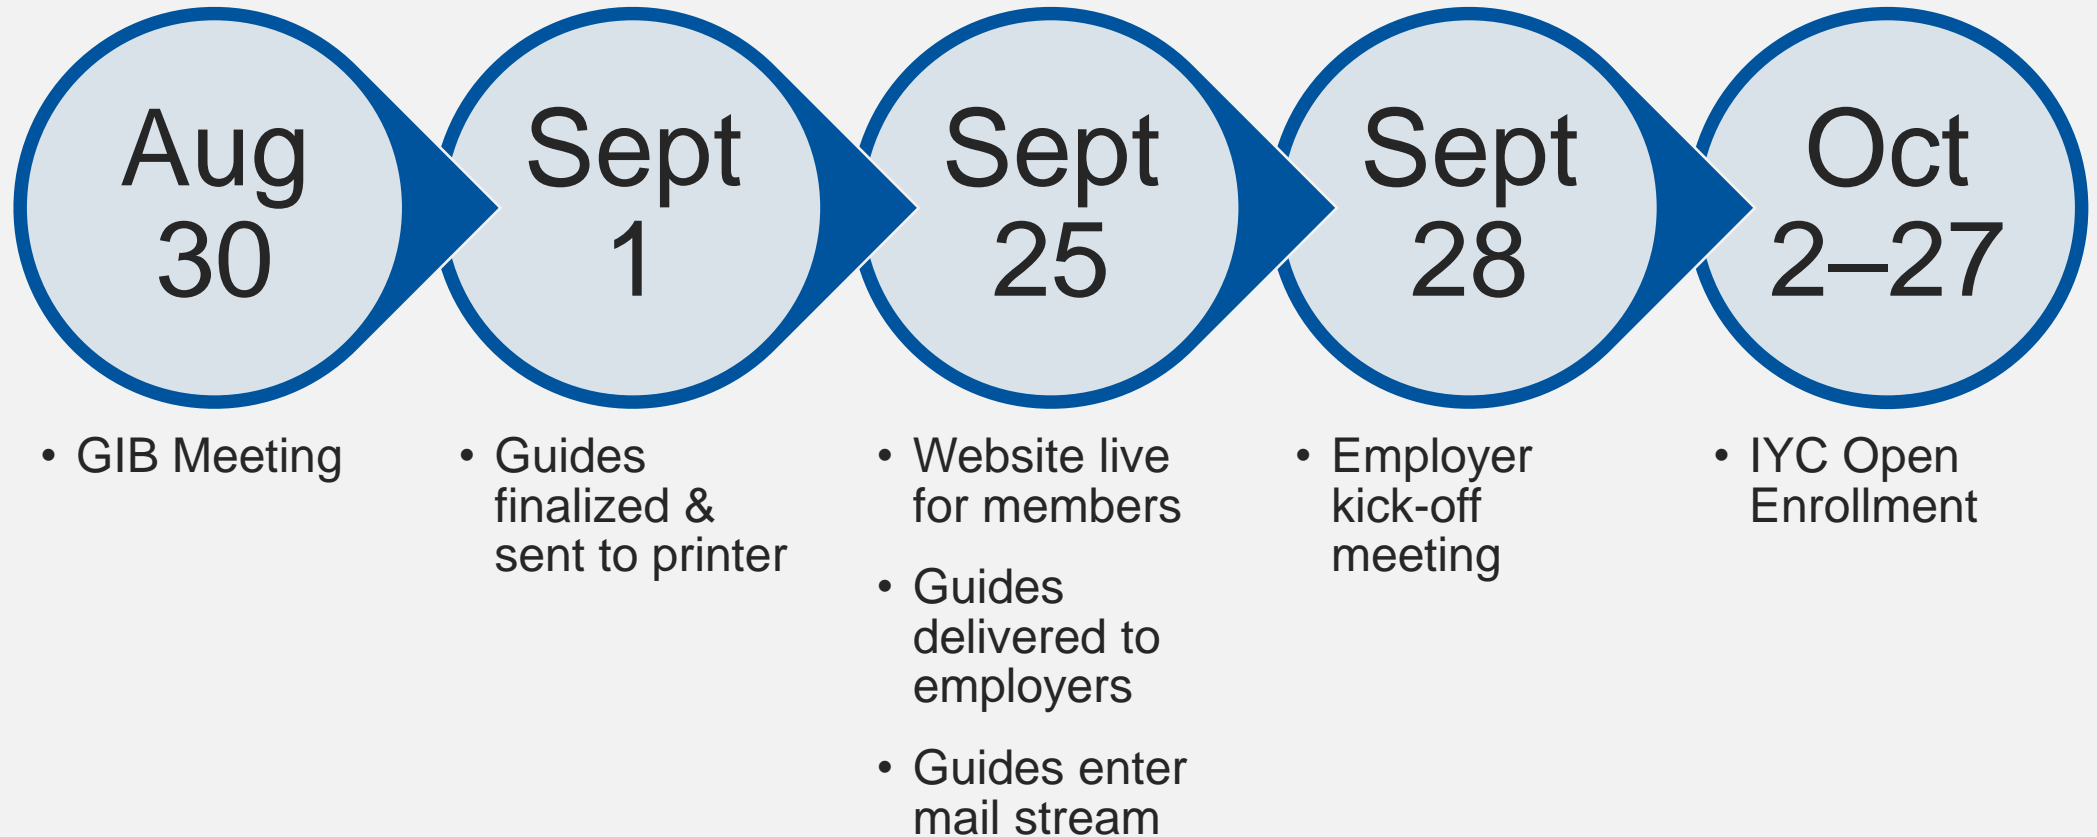 Aug
30
Sept
1
Sept
25
Sept
28
Oct
2–27
• GIB Meeting
• Guides
finalized &
sent to printer
• Website live
for members
• Guides
delivered to
employers
• Guides enter
mail stream
• Employer
kick-off
meeting
• IYC Open
Enrollment